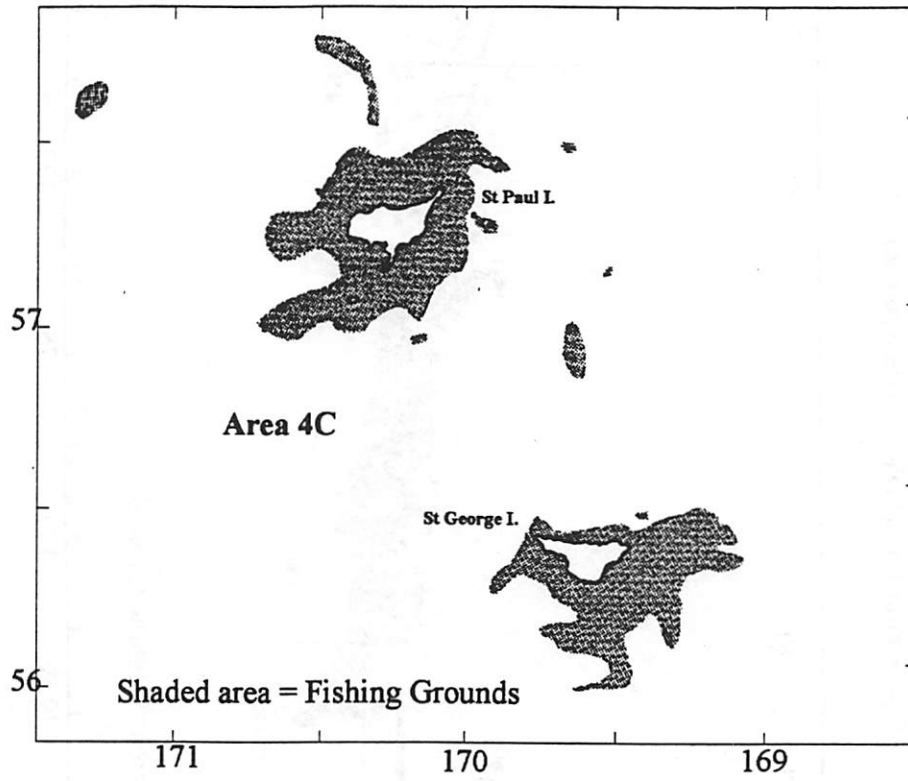 St Paul I.
57
Area 4C
St George I.
56
Shaded area = Fishing Grounds
171 170 169